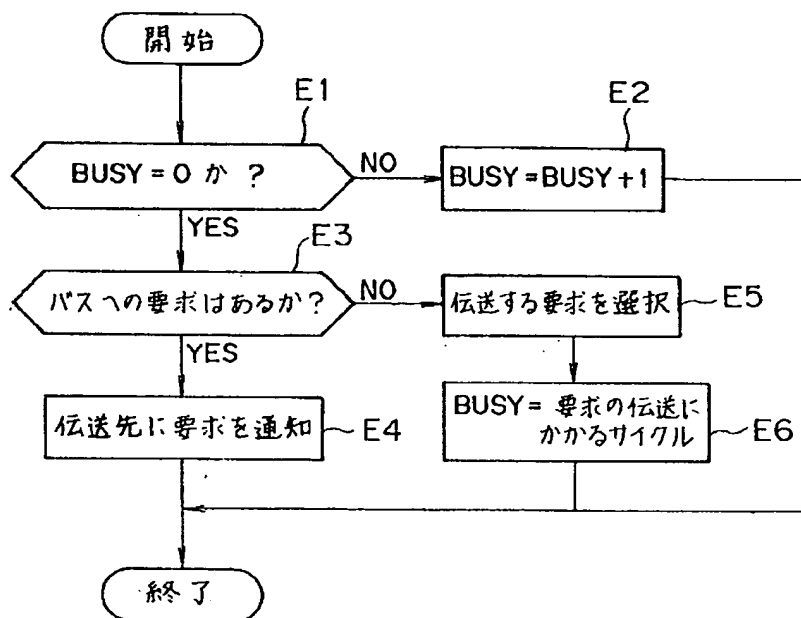 開始
E1
E2
BUSY=0か?
NO
BUSY=BUSY+1
YES
E3
バスへの要求はあるか?
NO
伝送する要求を選択
E5
YES
伝送先に要求を通知
E4
BUSY= 要求の伝送に
かかるサイクル
E6
終了